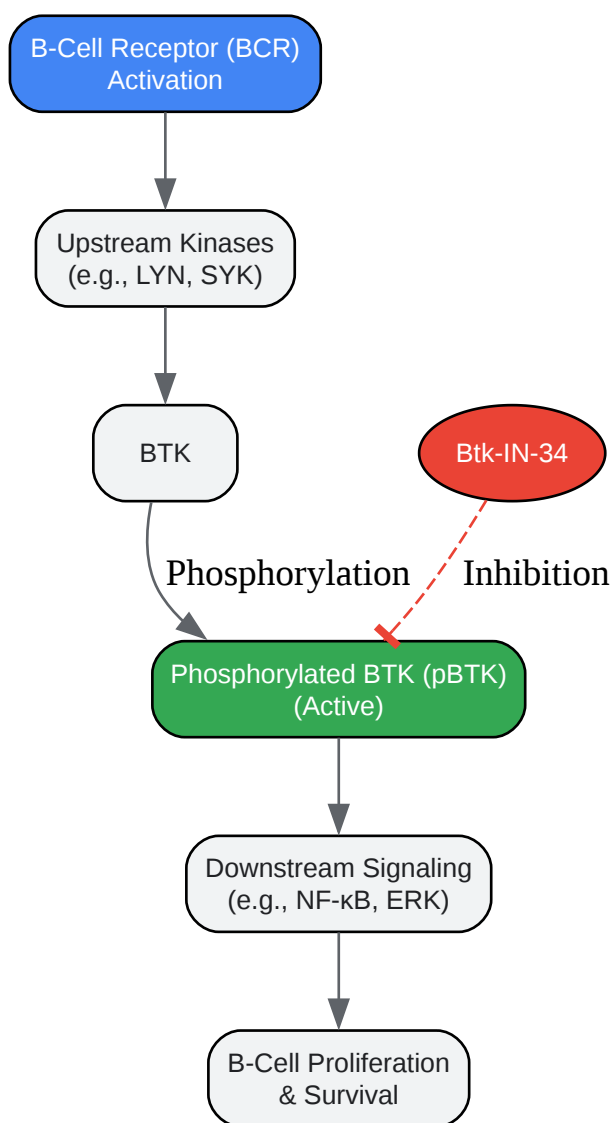 B-Cell Receptor (BCR)
Activation
Upstream Kinases
(e.g., LYN, SYK)
BTK
Btk-IN-34
Phosphorylation
Inhibition
Phosphorylated BTK (pBTK)
(Active)
Downstream Signaling
(e.g., NF-κB, ERK)
B-Cell Proliferation
& Survival